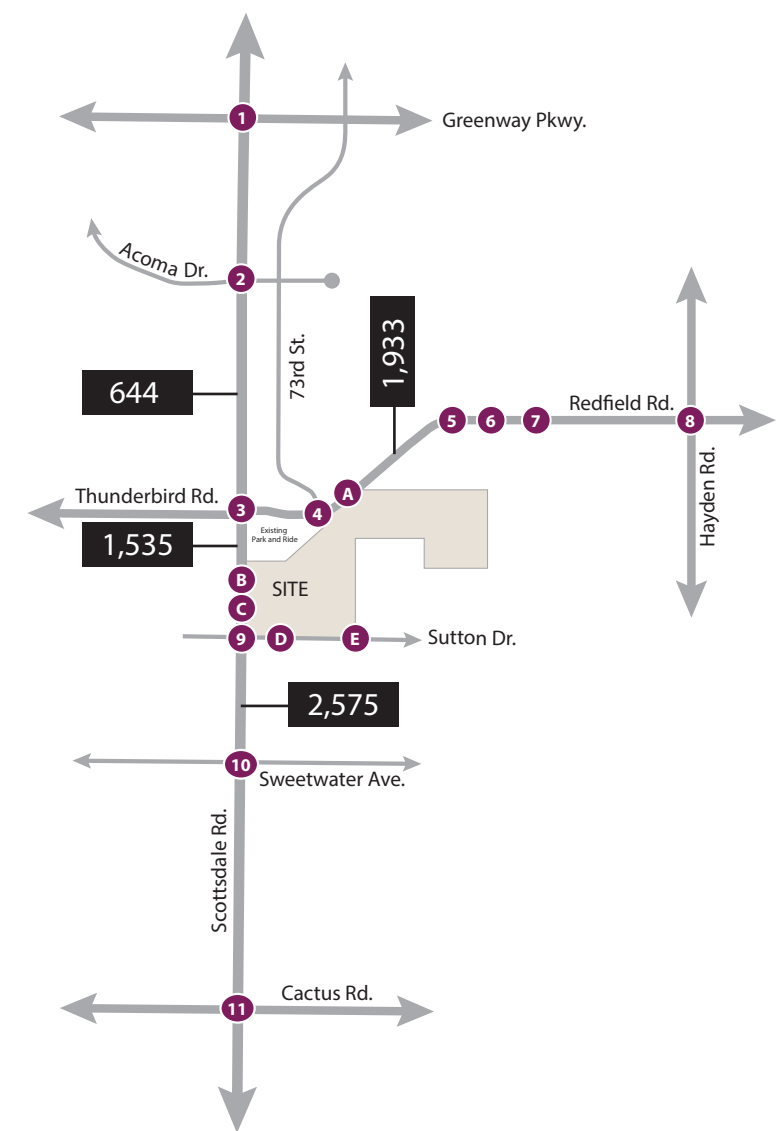 1
Greenway Pkwy.
Acoma Dr.
2
73rd St.
1,933
644
5
6
7
Redfield Rd.
8
Hayden Rd.
Thunderbird Rd.
3
4
A
Existing
Park and Ride
1,535
B
SITE
C
9
D
E
Sutton Dr.
2,575
10
Sweetwater Ave.
Scottsdale Rd.
Cactus Rd.
11